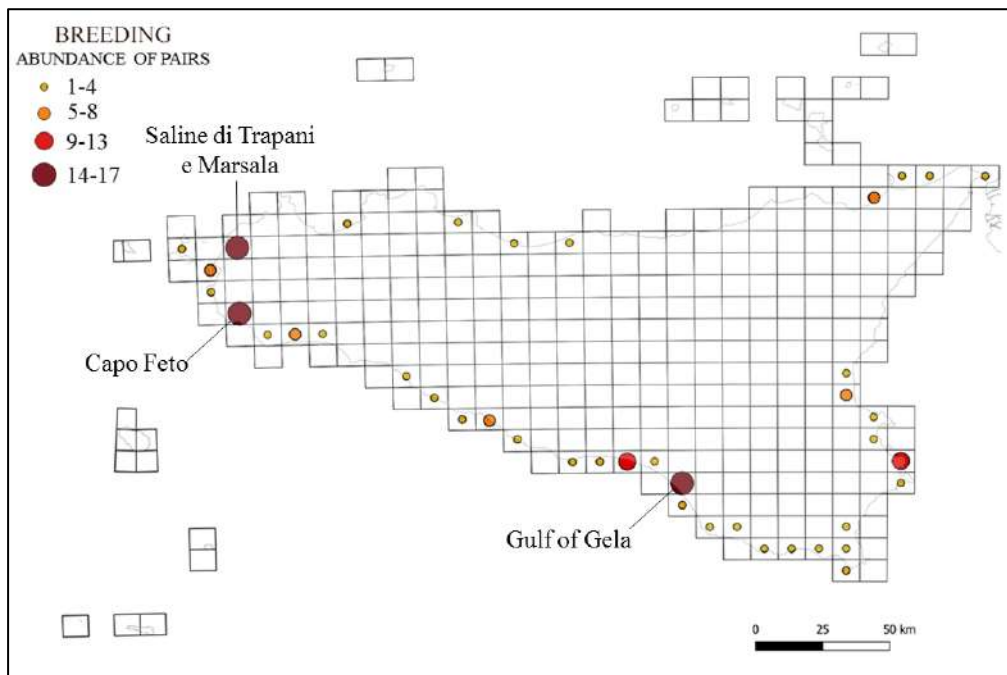 BREEDING
ABUNDANCE OF PAIRS
1-4
5-8
9-13
14-17
Saline di Trapani
e Marsala
Capo Feto
Gulf of Gela
0 25 50 km